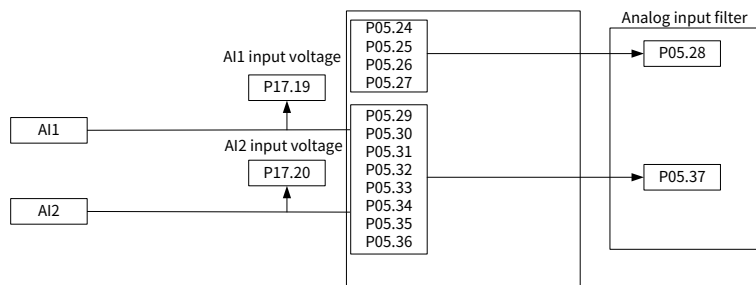 Analog input filter
P05.24
P05.25
P05.26
P05.27
P05.28
AI1 input voltage
P17.19
AI1
P05.29
P05.30
P05.31
P05.32
P05.33
P05.34
P05.35
P05.36
AI2 input voltage
P17.20
P05.37
AI2